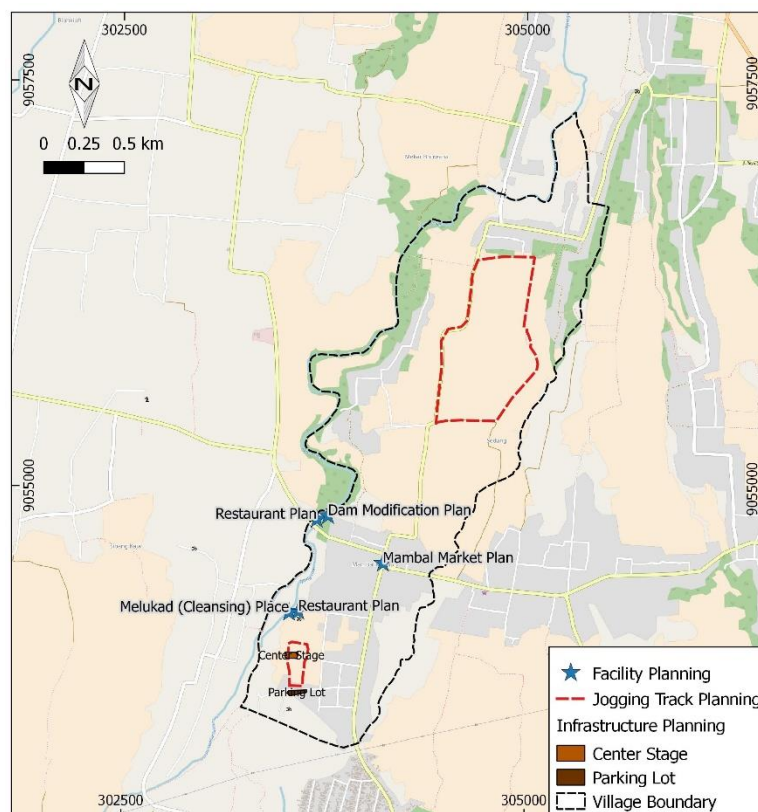 302500
305000
9057500
9057500
N
0 0.25 0.5 km
Sedang
9055000
9055000
Restaurant Plan
Dam Modification Plan
Mambal Market Plan
Melukad (Cleansing) Place
Restaurant Plan
Center Stage
Parking Lot
Facility Planning
Jogging Track Planning
Infrastructure Planning
Center Stage
Parking Lot
Village Boundary
302500
305000